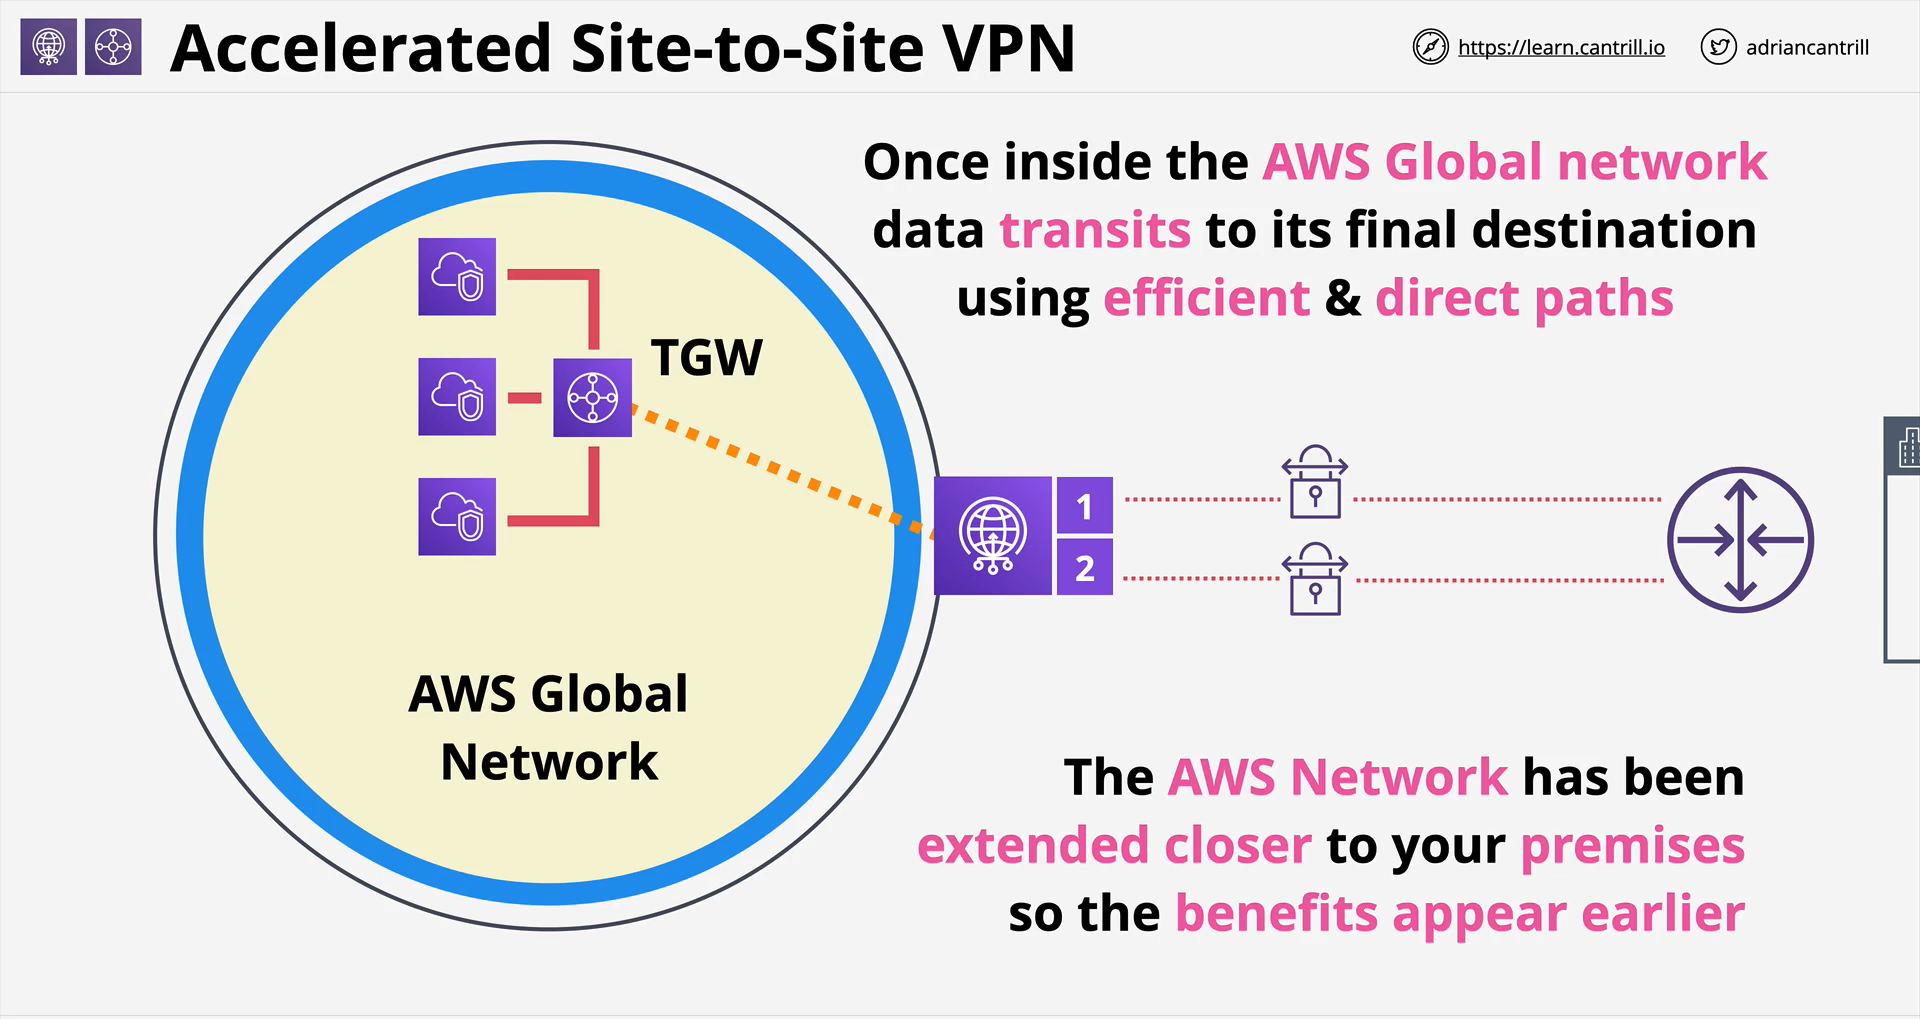 Accelerated Site-to-Site VPN
https://learn.cantrill.io
adriancantrill
Once inside the AWS Global network
data transits to its final destination
using efficient & direct paths
TGW
1
2
AWS Global
Network
The AWS Network has been
extended closer to your premises
so the benefits appear earlier